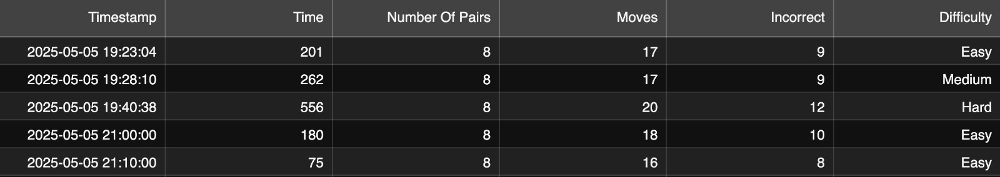 Timestamp Time Number Of Pairs Moves Incorrect Difficulty
2025-05-05 19:23:04 201 8 17 9 Easy
2025-05-05 19:28:10 262 8 17 9 Medium
2025-05-05 19:40:38 556 8 20 12 Hard
2025-05-05 21:00:00 180 8 18 10 Easy
2025-05-05 21:10:00 75 8 16 8 Easy